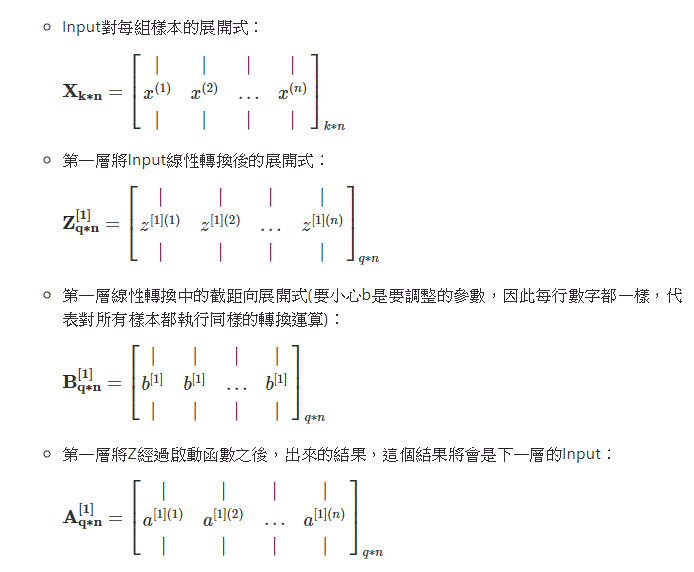 Input對每組樣本的展開式：
$$\mathbf{X_{k*n}} = \begin{bmatrix} | & | & | & | \\ x^{(1)} & x^{(2)} & \dots & x^{(n)} \\ | & | & | & | \end{bmatrix}_{k*n}$$
第一層將Input線性轉換後的展開式：
$$\mathbf{Z^{[1]}_{q*n}} = \begin{bmatrix} | & | & | & | \\ z^{[1](1)} & z^{[1](2)} & \dots & z^{[1](n)} \\ | & | & | & | \end{bmatrix}_{q*n}$$
第一層線性轉換中的截距向展開式(要小心b是要調整的參數，因此每行數字都一樣，代
表對所有樣本都執行同樣的轉換運算)：
$$\mathbf{B^{[1]}_{q*n}} = \begin{bmatrix} | & | & | & | \\ b^{[1]} & b^{[1]} & \dots & b^{[1]} \\ | & | & | & | \end{bmatrix}_{q*n}$$
第一層將Z經過啟動函數之後，出來的結果，這個結果將會是下一層的Input：
$$\mathbf{A^{[1]}_{q*n}} = \begin{bmatrix} | & | & | & | \\ a^{[1](1)} & a^{[1](2)} & \dots & a^{[1](n)} \\ | & | & | & | \end{bmatrix}_{q*n}$$